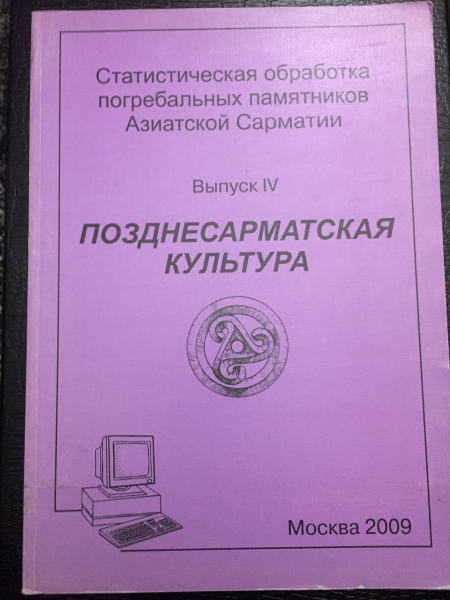 Статистическая обработка
погребальных памятников
Азиатской Сарматии
Выпуск IV
ПОЗДНЕСАРМАТСКАЯ
КУЛЬТУРА
Москва 2009